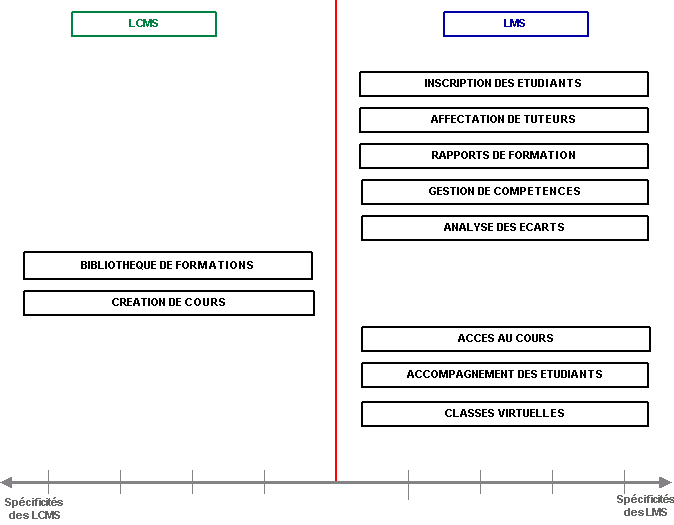 LCMS
LMS
INSCRIPTION DES ETUDIANTS
AFFECTATION DE TUTEURS
RAPPORTS DE FORMATION
GESTION DE COMPETENCES
ANALYSE DES ECARTS
BIBLIOTHEQUE DE FORMATIONS
CREATION DE COURS
ACCES AU COURS
ACCOMPAGNEMENT DES ETUDIANTS
CLASSES VIRTUELLES
Spécificités
des LCMS
Spécificités
des LMS